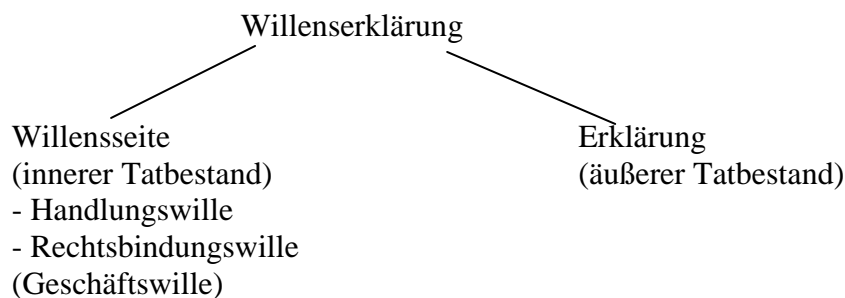 Willenserklärung
Willensseite
(innerer Tatbestand)
- Handlungswille
- Rechtsbindungswille
(Geschäftswille)
Erklärung
(äußerer Tatbestand)